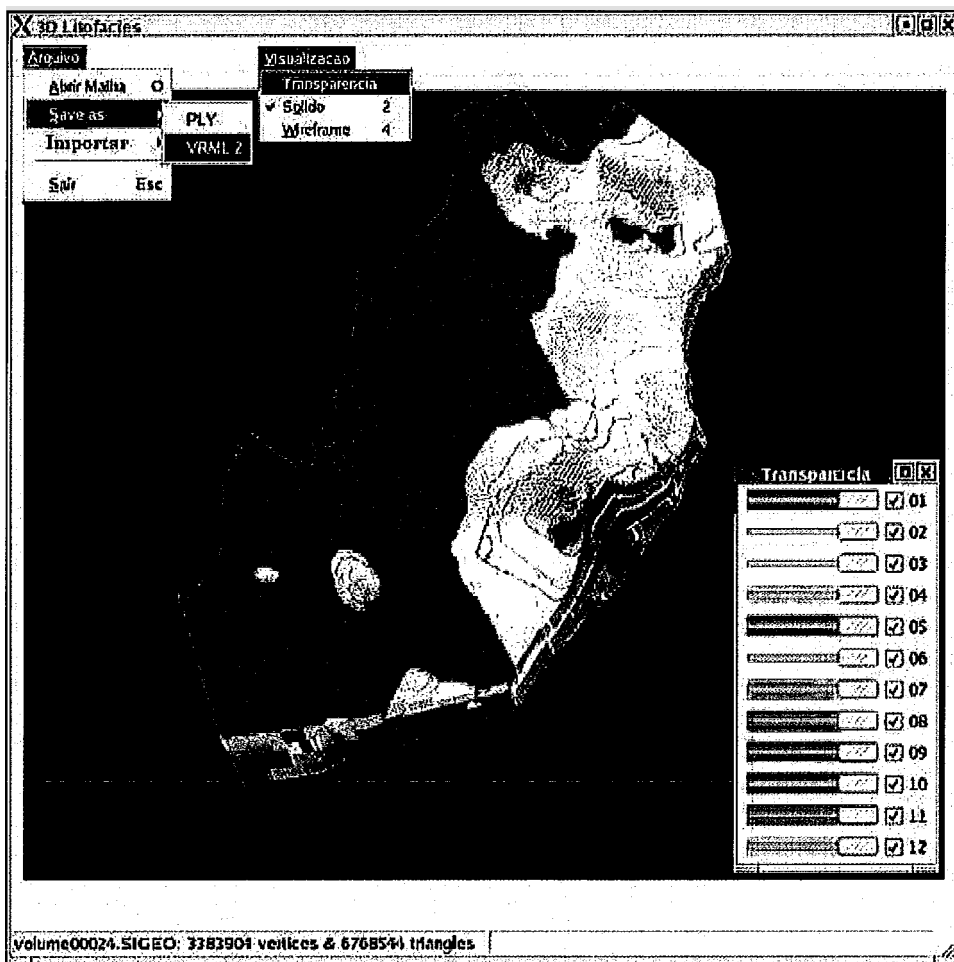 3D Litofacies
Arquivo
Visualizacao
Abrir Malha O
Save as
Importar
Sair Esc
PLY
VRML 2
Transparencia
Solido 2
Wireframe 4
Transparencia
01
02
03
04
05
06
07
08
09
10
11
12
volume00024.SIGEO: 3383904 vertices & 6768544 triangles